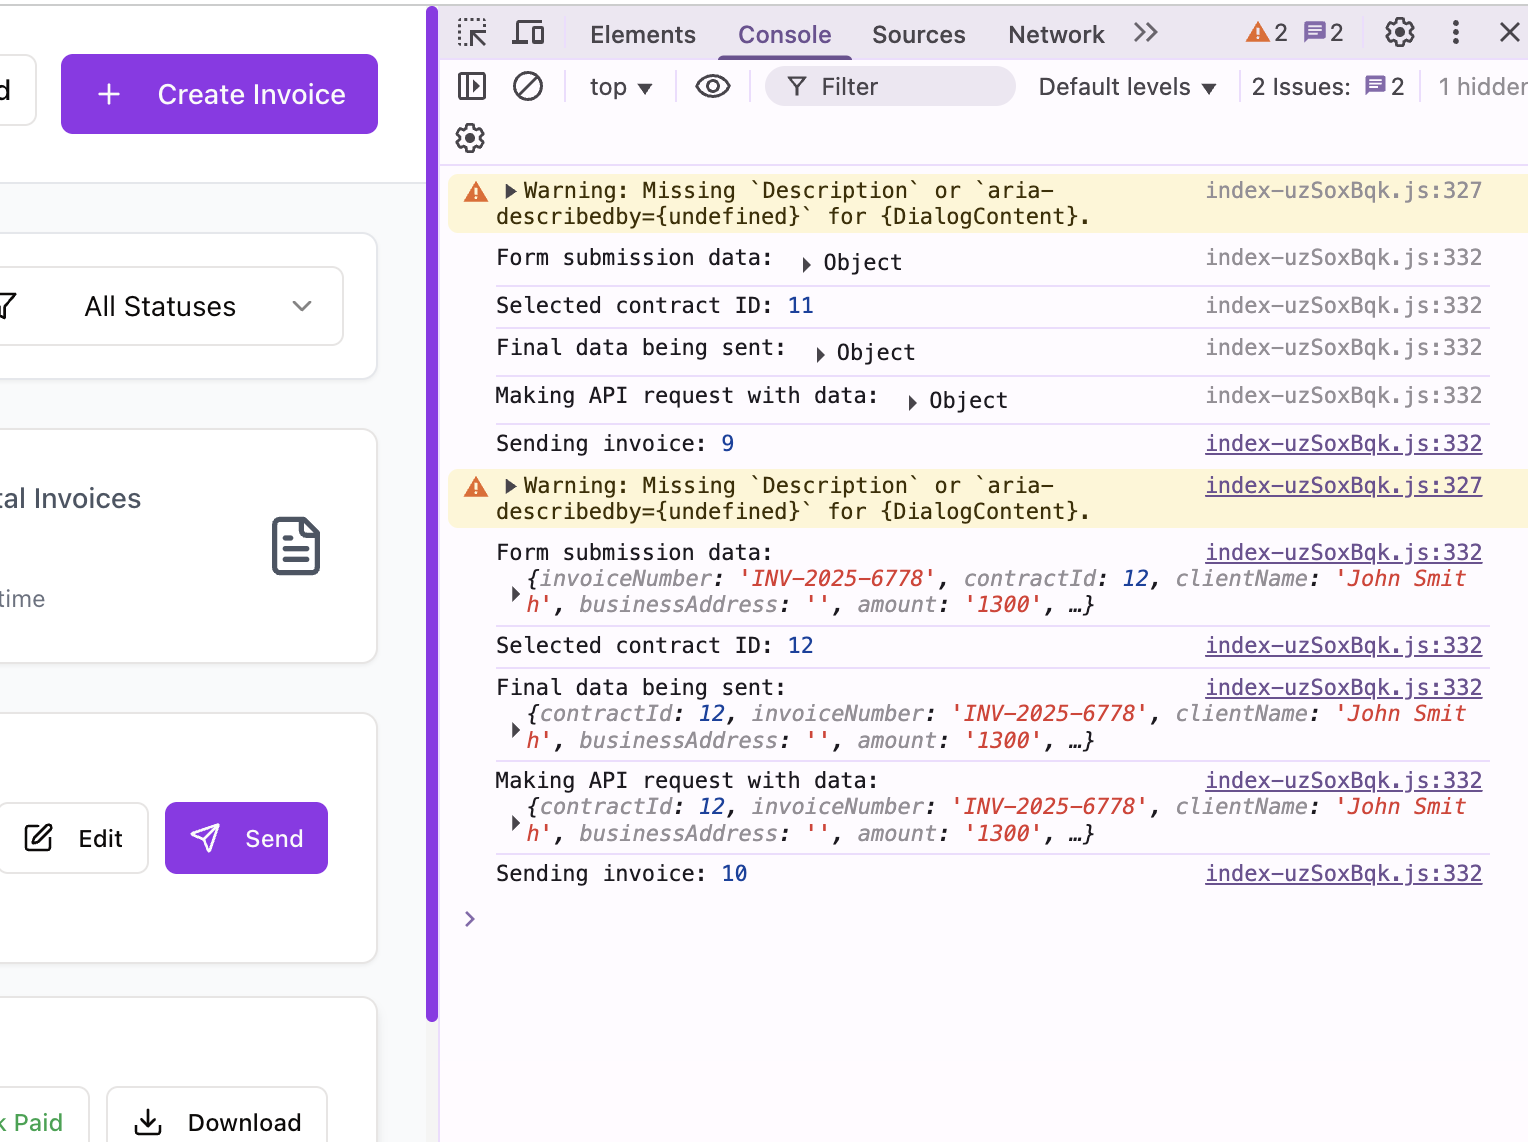 d
+ Create Invoice
All Statuses
tal Invoices
time
Edit
Send
k Paid
Download
Elements
Console
Sources
Network
2
2
top
Filter
Default levels
2 Issues:
2
1 hidden
Warning: Missing `Description` or `aria-
index-uzSoxBqk.js:327
describedby={undefined}` for {DialogContent}.
Form submission data: Object
index-uzSoxBqk.js:332
Selected contract ID: 11
index-uzSoxBqk.js:332
Final data being sent: Object
index-uzSoxBqk.js:332
Making API request with data: Object
index-uzSoxBqk.js:332
Sending invoice: 9
index-uzSoxBqk.js:332
Warning: Missing `Description` or `aria-
index-uzSoxBqk.js:327
describedby={undefined}` for {DialogContent}.
Form submission data:
index-uzSoxBqk.js:332
{invoiceNumber: 'INV-2025-6778', contractId: 12, clientName: 'John Smit
h', businessAddress: '', amount: '1300', …}
Selected contract ID: 12
index-uzSoxBqk.js:332
Final data being sent:
index-uzSoxBqk.js:332
{contractId: 12, invoiceNumber: 'INV-2025-6778', clientName: 'John Smit
h', businessAddress: '', amount: '1300', …}
Making API request with data:
index-uzSoxBqk.js:332
{contractId: 12, invoiceNumber: 'INV-2025-6778', clientName: 'John Smit
h', businessAddress: '', amount: '1300', …}
Sending invoice: 10
index-uzSoxBqk.js:332